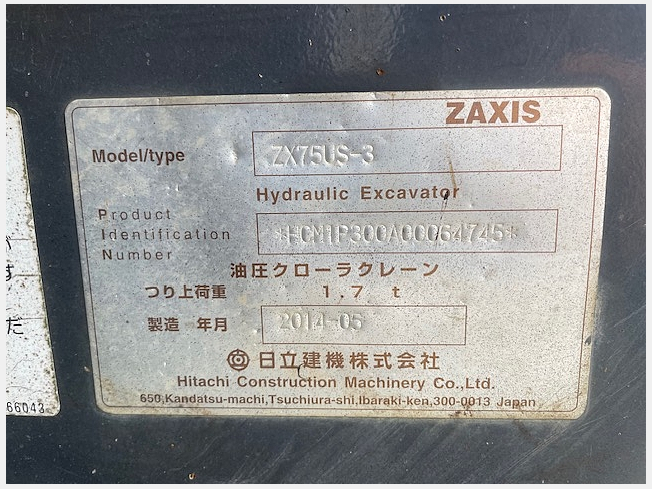 ZAXIS
Model/type ZX75US-3
Hydraulic Excavator
Product
Identification
Number
*HCM1P300A00064745*
油圧クローラクレーン
つり上荷重 1.7 t
製造 年月 2014-05
日立建機株式会社
Hitachi Construction Machinery Co.,Ltd.
650,Kandatsu-machi,Tsuchiura-shi,Ibaraki-ken,300-0013 Japan
す
だ
66043